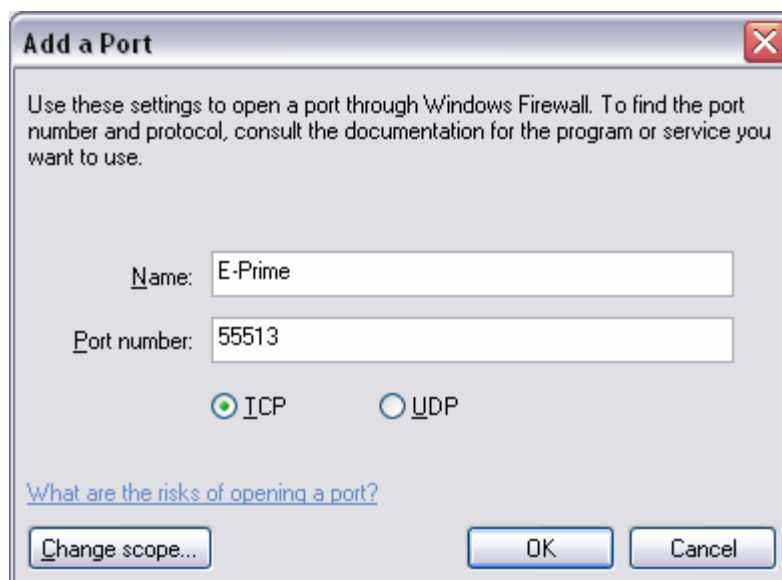 Add a Port
Use these settings to open a port through Windows Firewall. To find the port
number and protocol, consult the documentation for the program or service you
want to use.
Name: E-Prime
Port number: 55513
TCP UDP
What are the risks of opening a port?
Change scope... OK Cancel